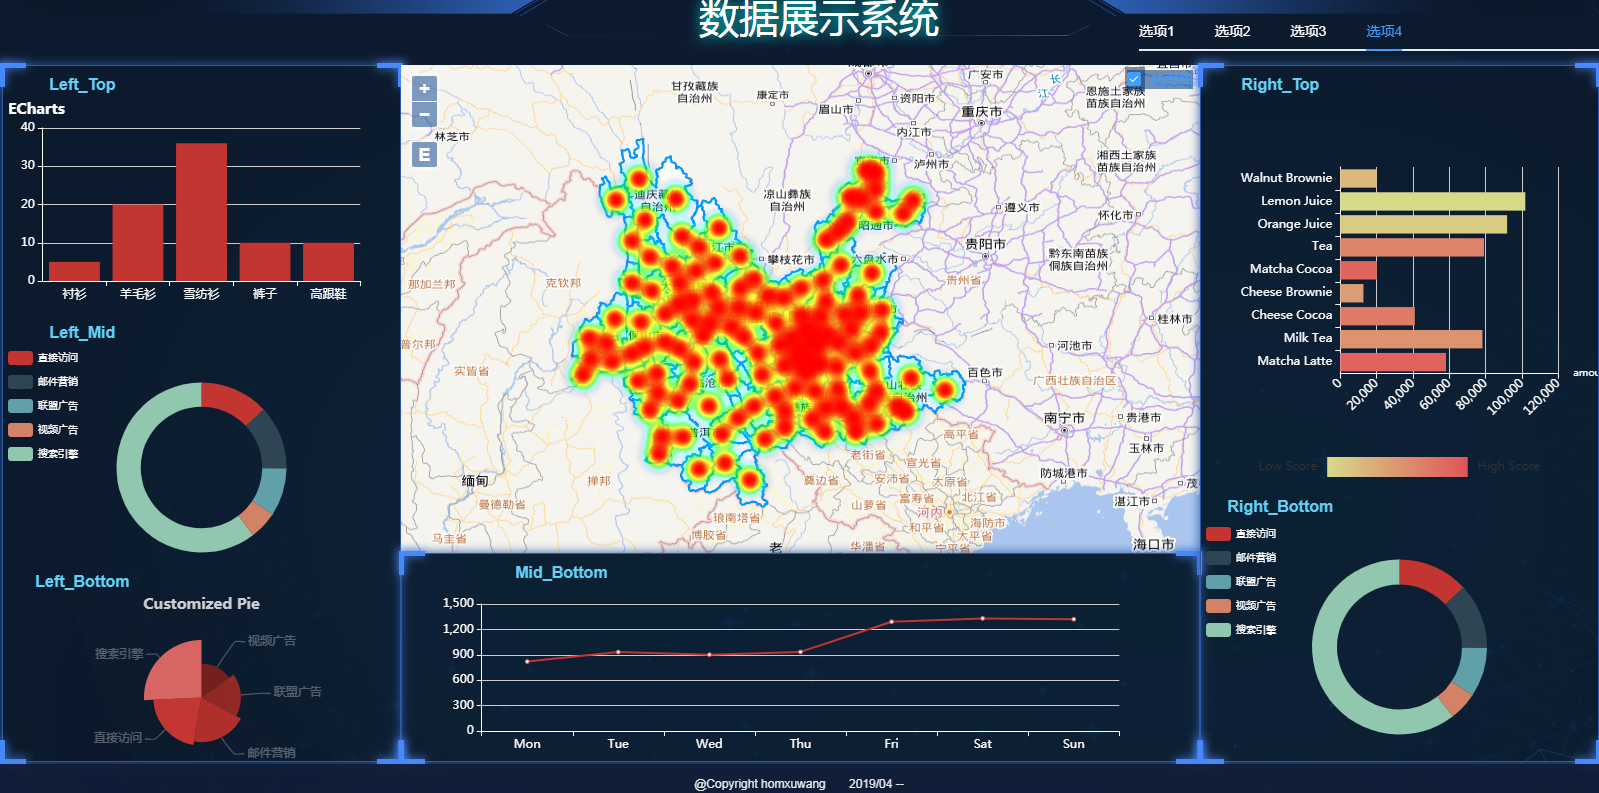 数据展示系统
选项1 选项2 选项3 选项4
Left_Top
ECharts
40
30
20
10
0
衬衫 羊毛衫 雪纺衫 裤子 高跟鞋
Left_Mid
直接访问
邮件营销
联盟广告
视频广告
搜索引擎
Left_Bottom
Customized Pie
视频广告
搜索引擎
联盟广告
直接访问
邮件营销
+
−
E
甘孜藏族
自治州
康定市
林芝市
眉山市
资阳市
内江市
广安市
重庆市
长
江
恩施土家族
苗族自治州
湘西土家族
苗族自治州
泸州市
凉山彝族
自治州
遵义市
怀化市
昭通市
贵阳市
黔东南苗族
侗族自治州
攀枝花市
六盘水市
贵州省
那加兰邦
克钦邦
桂林市
实皆省
河池市
百色市
广西壮族自治区
南宁市
贵港市
玉林市
高平省
老街省
宣光省
缅甸
掸邦
奠边省
安沛省
太原省
防城港市
曼德勒省
富寿省
北江省
湛江市
茂
山萝省
河内
琅南塔省
和平省
海防市
马圭省
博胶省
太平省
老
华潘省
宁平省
海口市
Mid_Bottom
1,500
1,200
900
600
300
0
Mon Tue Wed Thu Fri Sat Sun
Right_Top
Walnut Brownie
Lemon Juice
Orange Juice
Tea
Matcha Cocoa
Cheese Brownie
Cheese Cocoa
Milk Tea
Matcha Latte
amou
0 20,000 40,000 60,000 80,000 100,000 120,000
Low Score High Score
Right_Bottom
直接访问
邮件营销
联盟广告
视频广告
搜索引擎
@Copyright homxuwang 2019/04 --